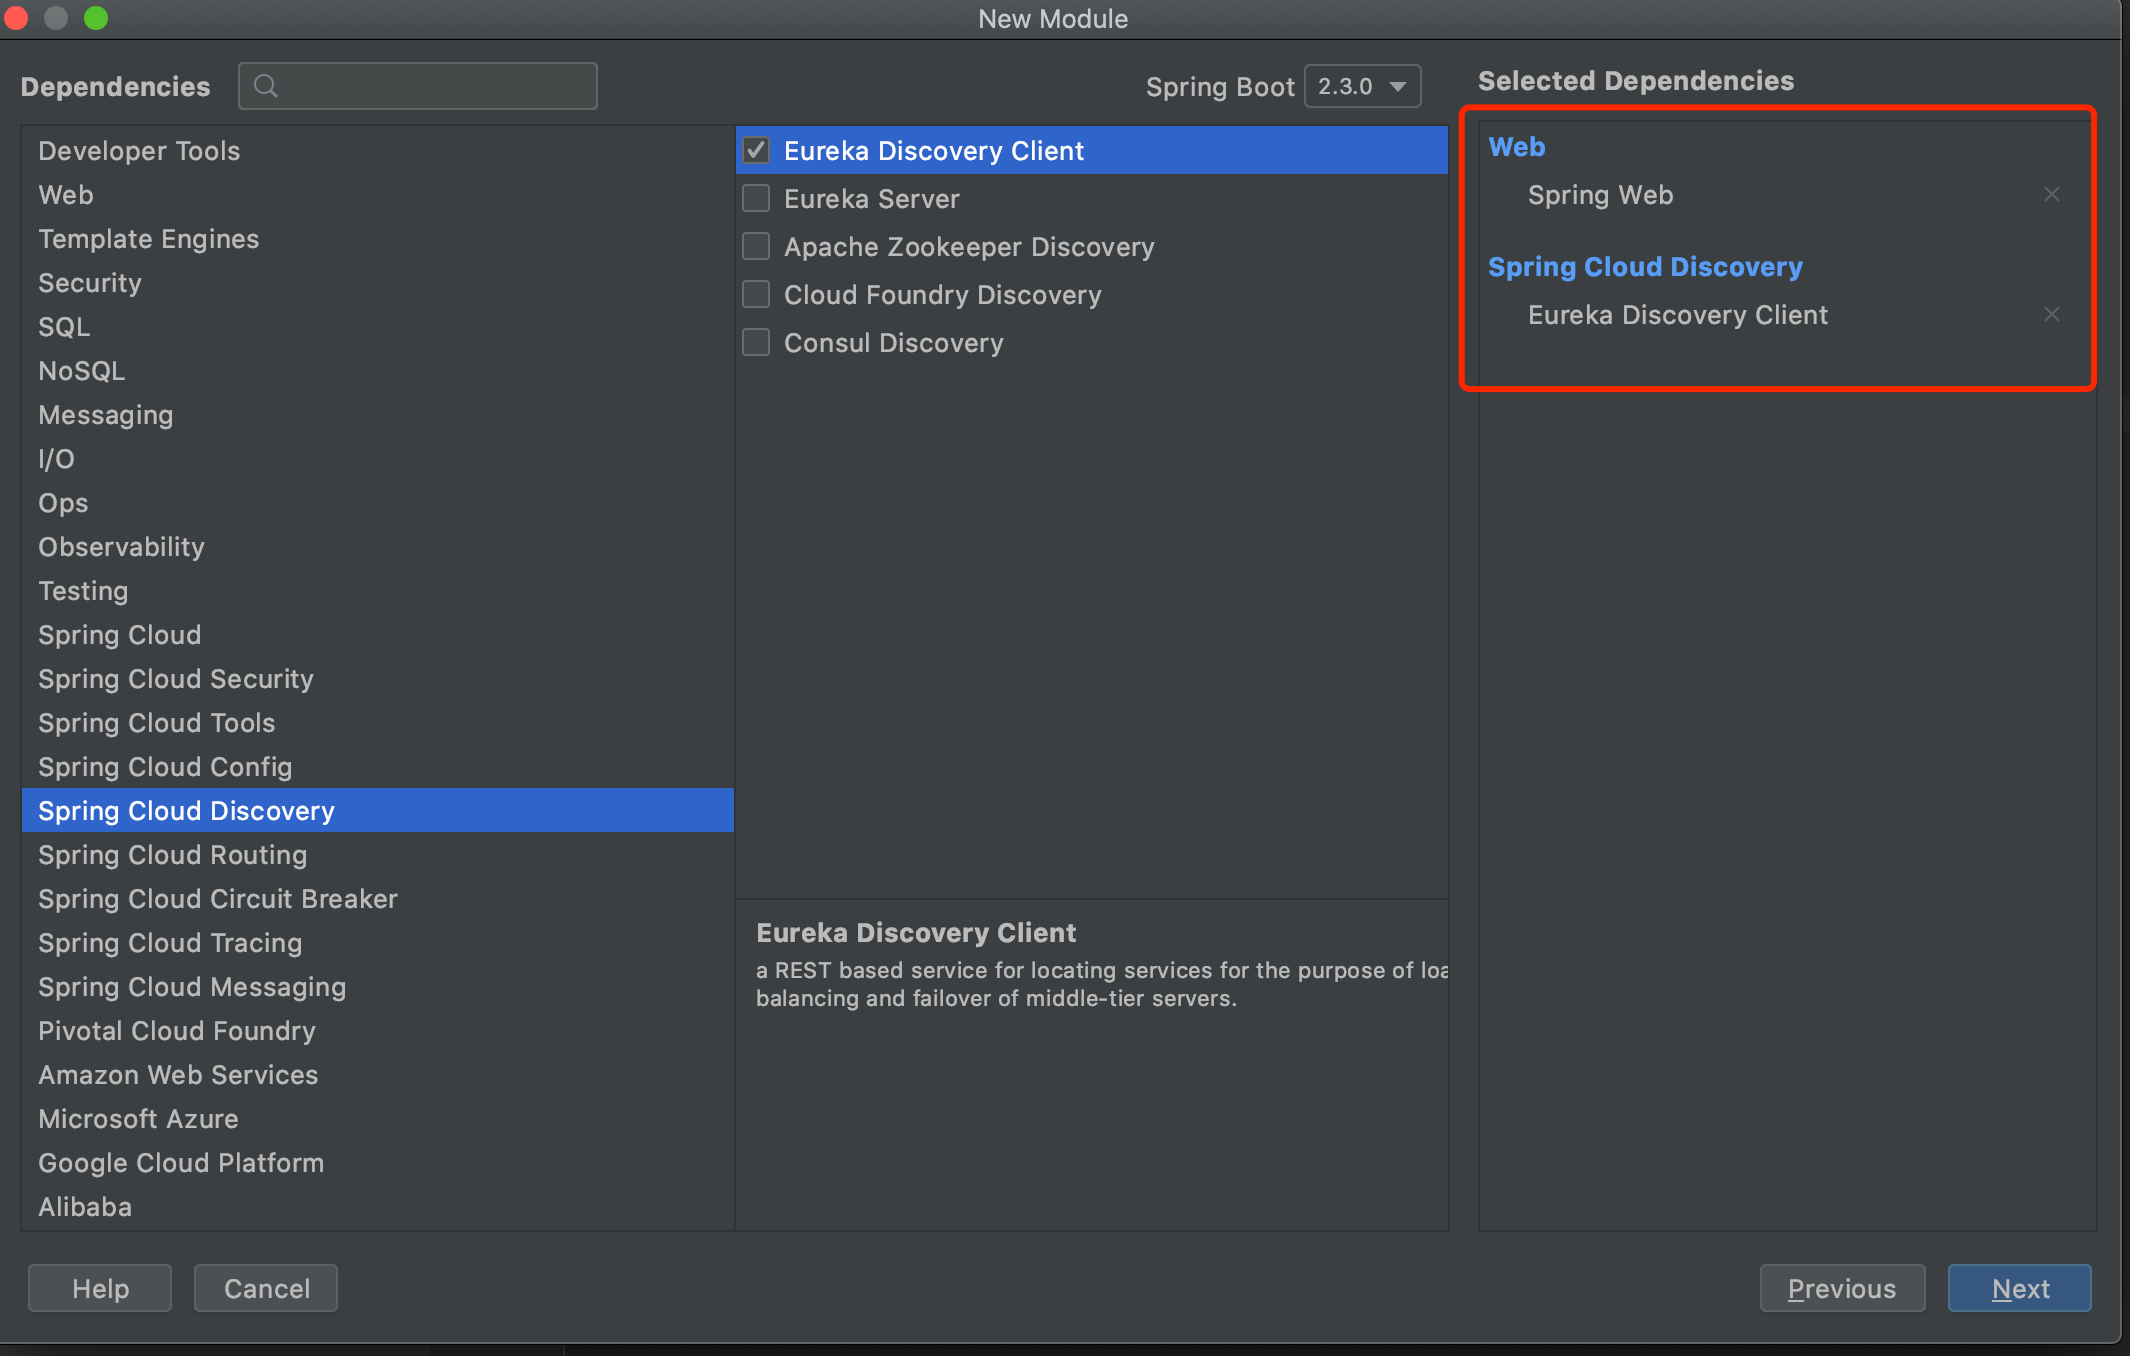 New Module
Dependencies
Spring Boot 2.3.0
Selected Dependencies
Developer Tools
Web
Template Engines
Security
SQL
NoSQL
Messaging
I/O
Ops
Observability
Testing
Spring Cloud
Spring Cloud Security
Spring Cloud Tools
Spring Cloud Config
Spring Cloud Discovery
Spring Cloud Routing
Spring Cloud Circuit Breaker
Spring Cloud Tracing
Spring Cloud Messaging
Pivotal Cloud Foundry
Amazon Web Services
Microsoft Azure
Google Cloud Platform
Alibaba
Eureka Discovery Client
Eureka Server
Apache Zookeeper Discovery
Cloud Foundry Discovery
Consul Discovery
Eureka Discovery Client
a REST based service for locating services for the purpose of loa
balancing and failover of middle-tier servers.
Web
Spring Web
Spring Cloud Discovery
Eureka Discovery Client
Help
Cancel
Previous
Next